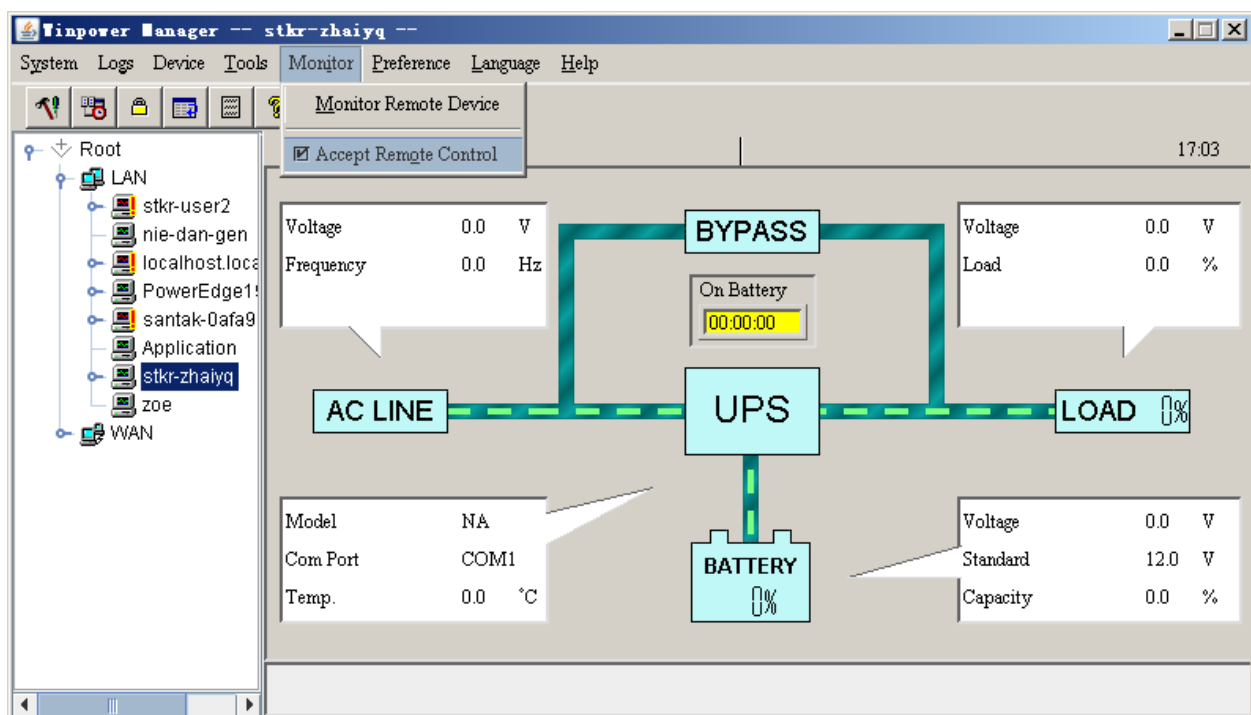 Winpower Manager -- stkr-zhaiyq --
System Logs Device Tools Monitor Preference Language Help
Monitor Remote Device
Accept Remote Control
17:03
Root
LAN
stkr-user2
nie-dan-gen
localhost.loca
PowerEdge19
santak-0afa9
Application
stkr-zhaiyq
zoe
WAN
Voltage 0.0 V
Frequency 0.0 Hz
BYPASS
On Battery
00:00:00
Voltage 0.0 V
Load 0.0 %
AC LINE
UPS
LOAD 0%
Model NA
Com Port COM1
Temp. 0.0 °C
BATTERY
0%
Voltage 0.0 V
Standard 12.0 V
Capacity 0.0 %